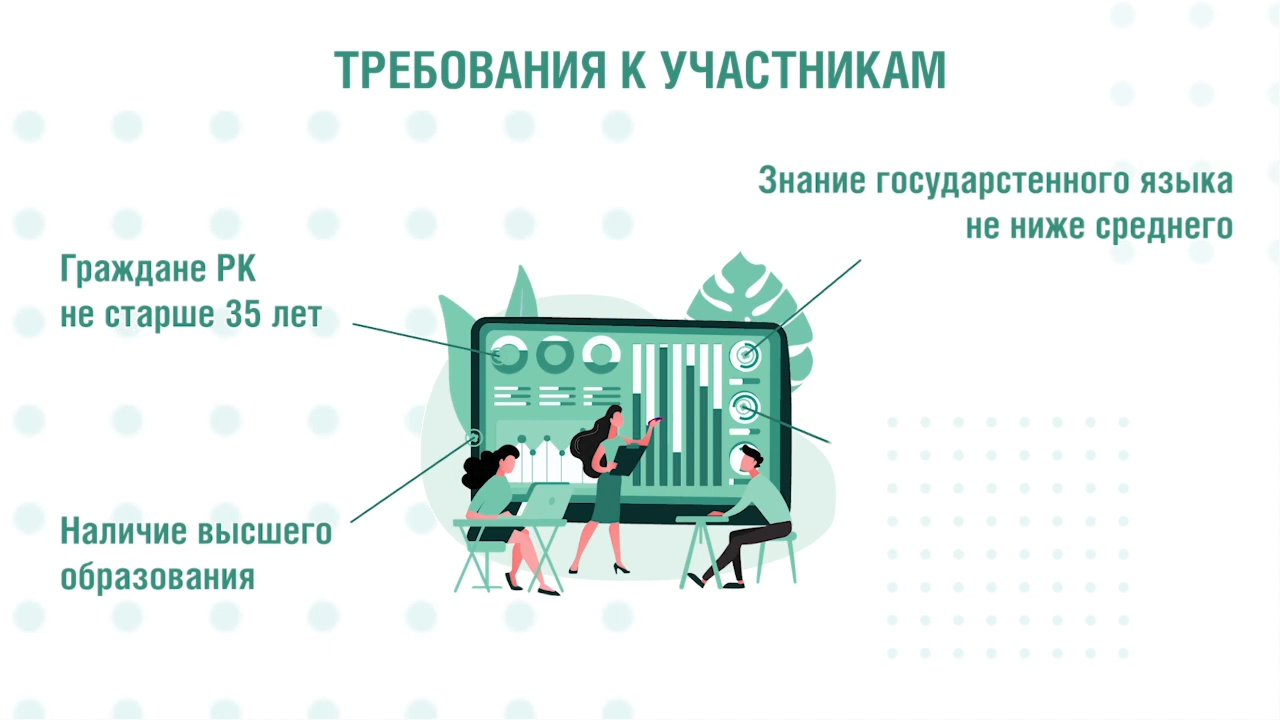 ТРЕБОВАНИЯ К УЧАСТНИКАМ
Знание государстенного языка
не ниже среднего
Граждане РК
не старше 35 лет
Наличие высшего
образования